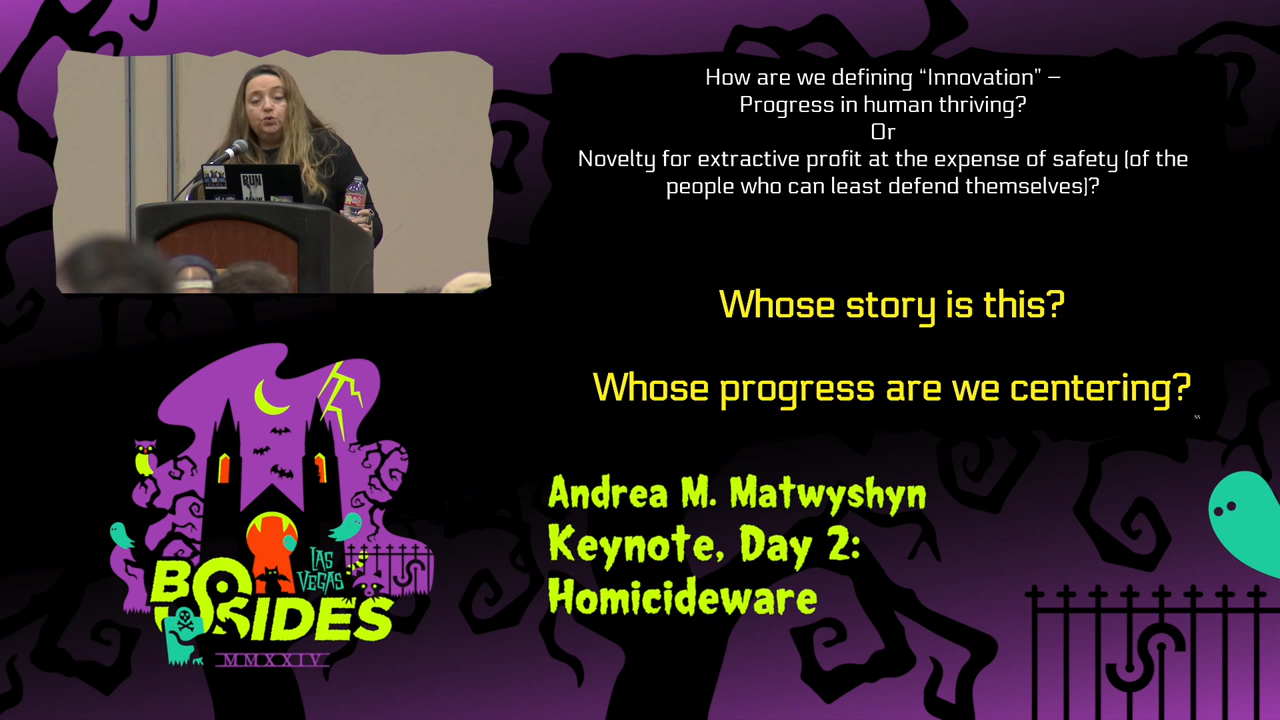 How are we defining “Innovation” –
Progress in human thriving?
Or
Novelty for extractive profit at the expense of safety (of the
people who can least defend themselves)?
Whose story is this?
Whose progress are we centering?
RUN
Andrea M. Matwyshyn
Keynote, Day 2:
Homicideware
LAS
VEGAS
BSIDES
MMXXIV